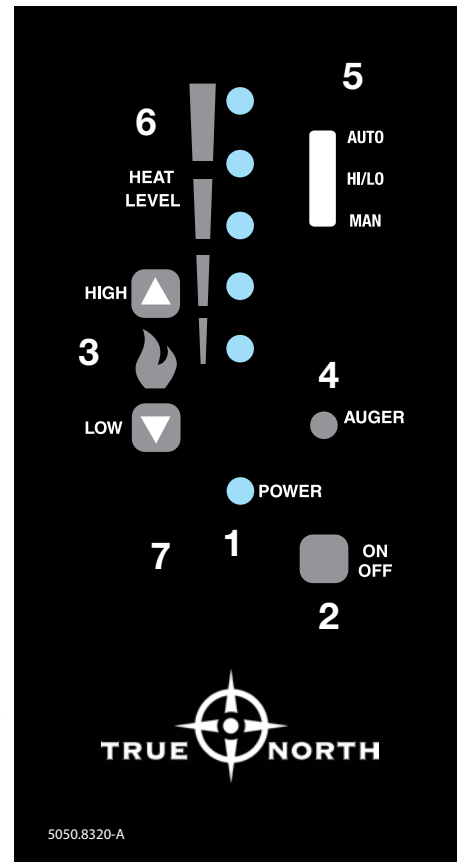 5
6
AUTO
HI/LO
MAN
HEAT
LEVEL
HIGH
3
4
AUGER
LOW
POWER
1
7
ON
OFF
2
TRUE NORTH
5050.8320-A